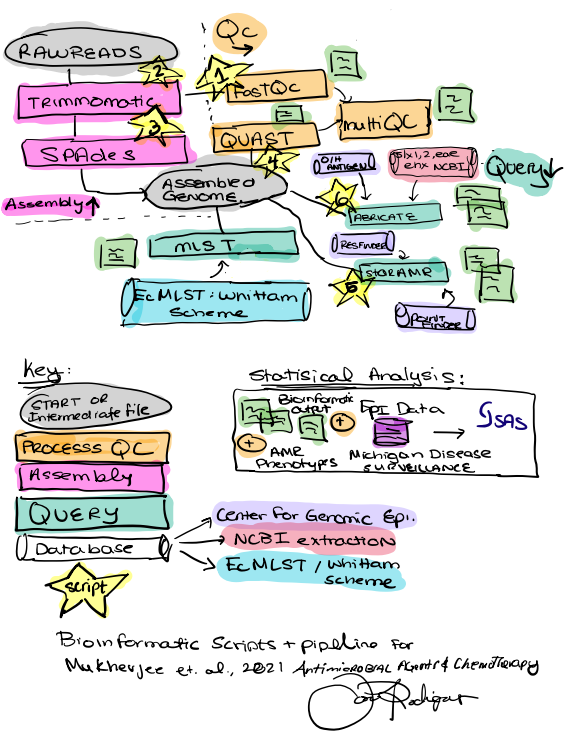 QC
RAWREADS
2
1
FastQC
Trimmomatic
3
multiQC
QUAST
SPAdes
4
O/H
ANTIGEN
stx1,2,eae
ehx NCBI
Query
Assembled
Genome
Assembly
6
ABRICATE
RESFINDER
mLST
starAMR
5
EcMLST: Whittam
Scheme
POINT
FINDER
Key:
START OR
Intermediate file
PROCESSS QC
Assembly
QUERY
Database
script
Center For Genomic Epi.
NCBI extraction
EcMLST / Whittam
scheme
Statisical Analysis:
Bioinformatic
output
+
Epi Data
SAS
+
AMR
Phenotypes
Michigan Disease
SURVEILLANCE
Bioinformatic Scripts + pipeline for
Mukherjee et. al., 2021 Antimicrobial Agents & Chemotherapy